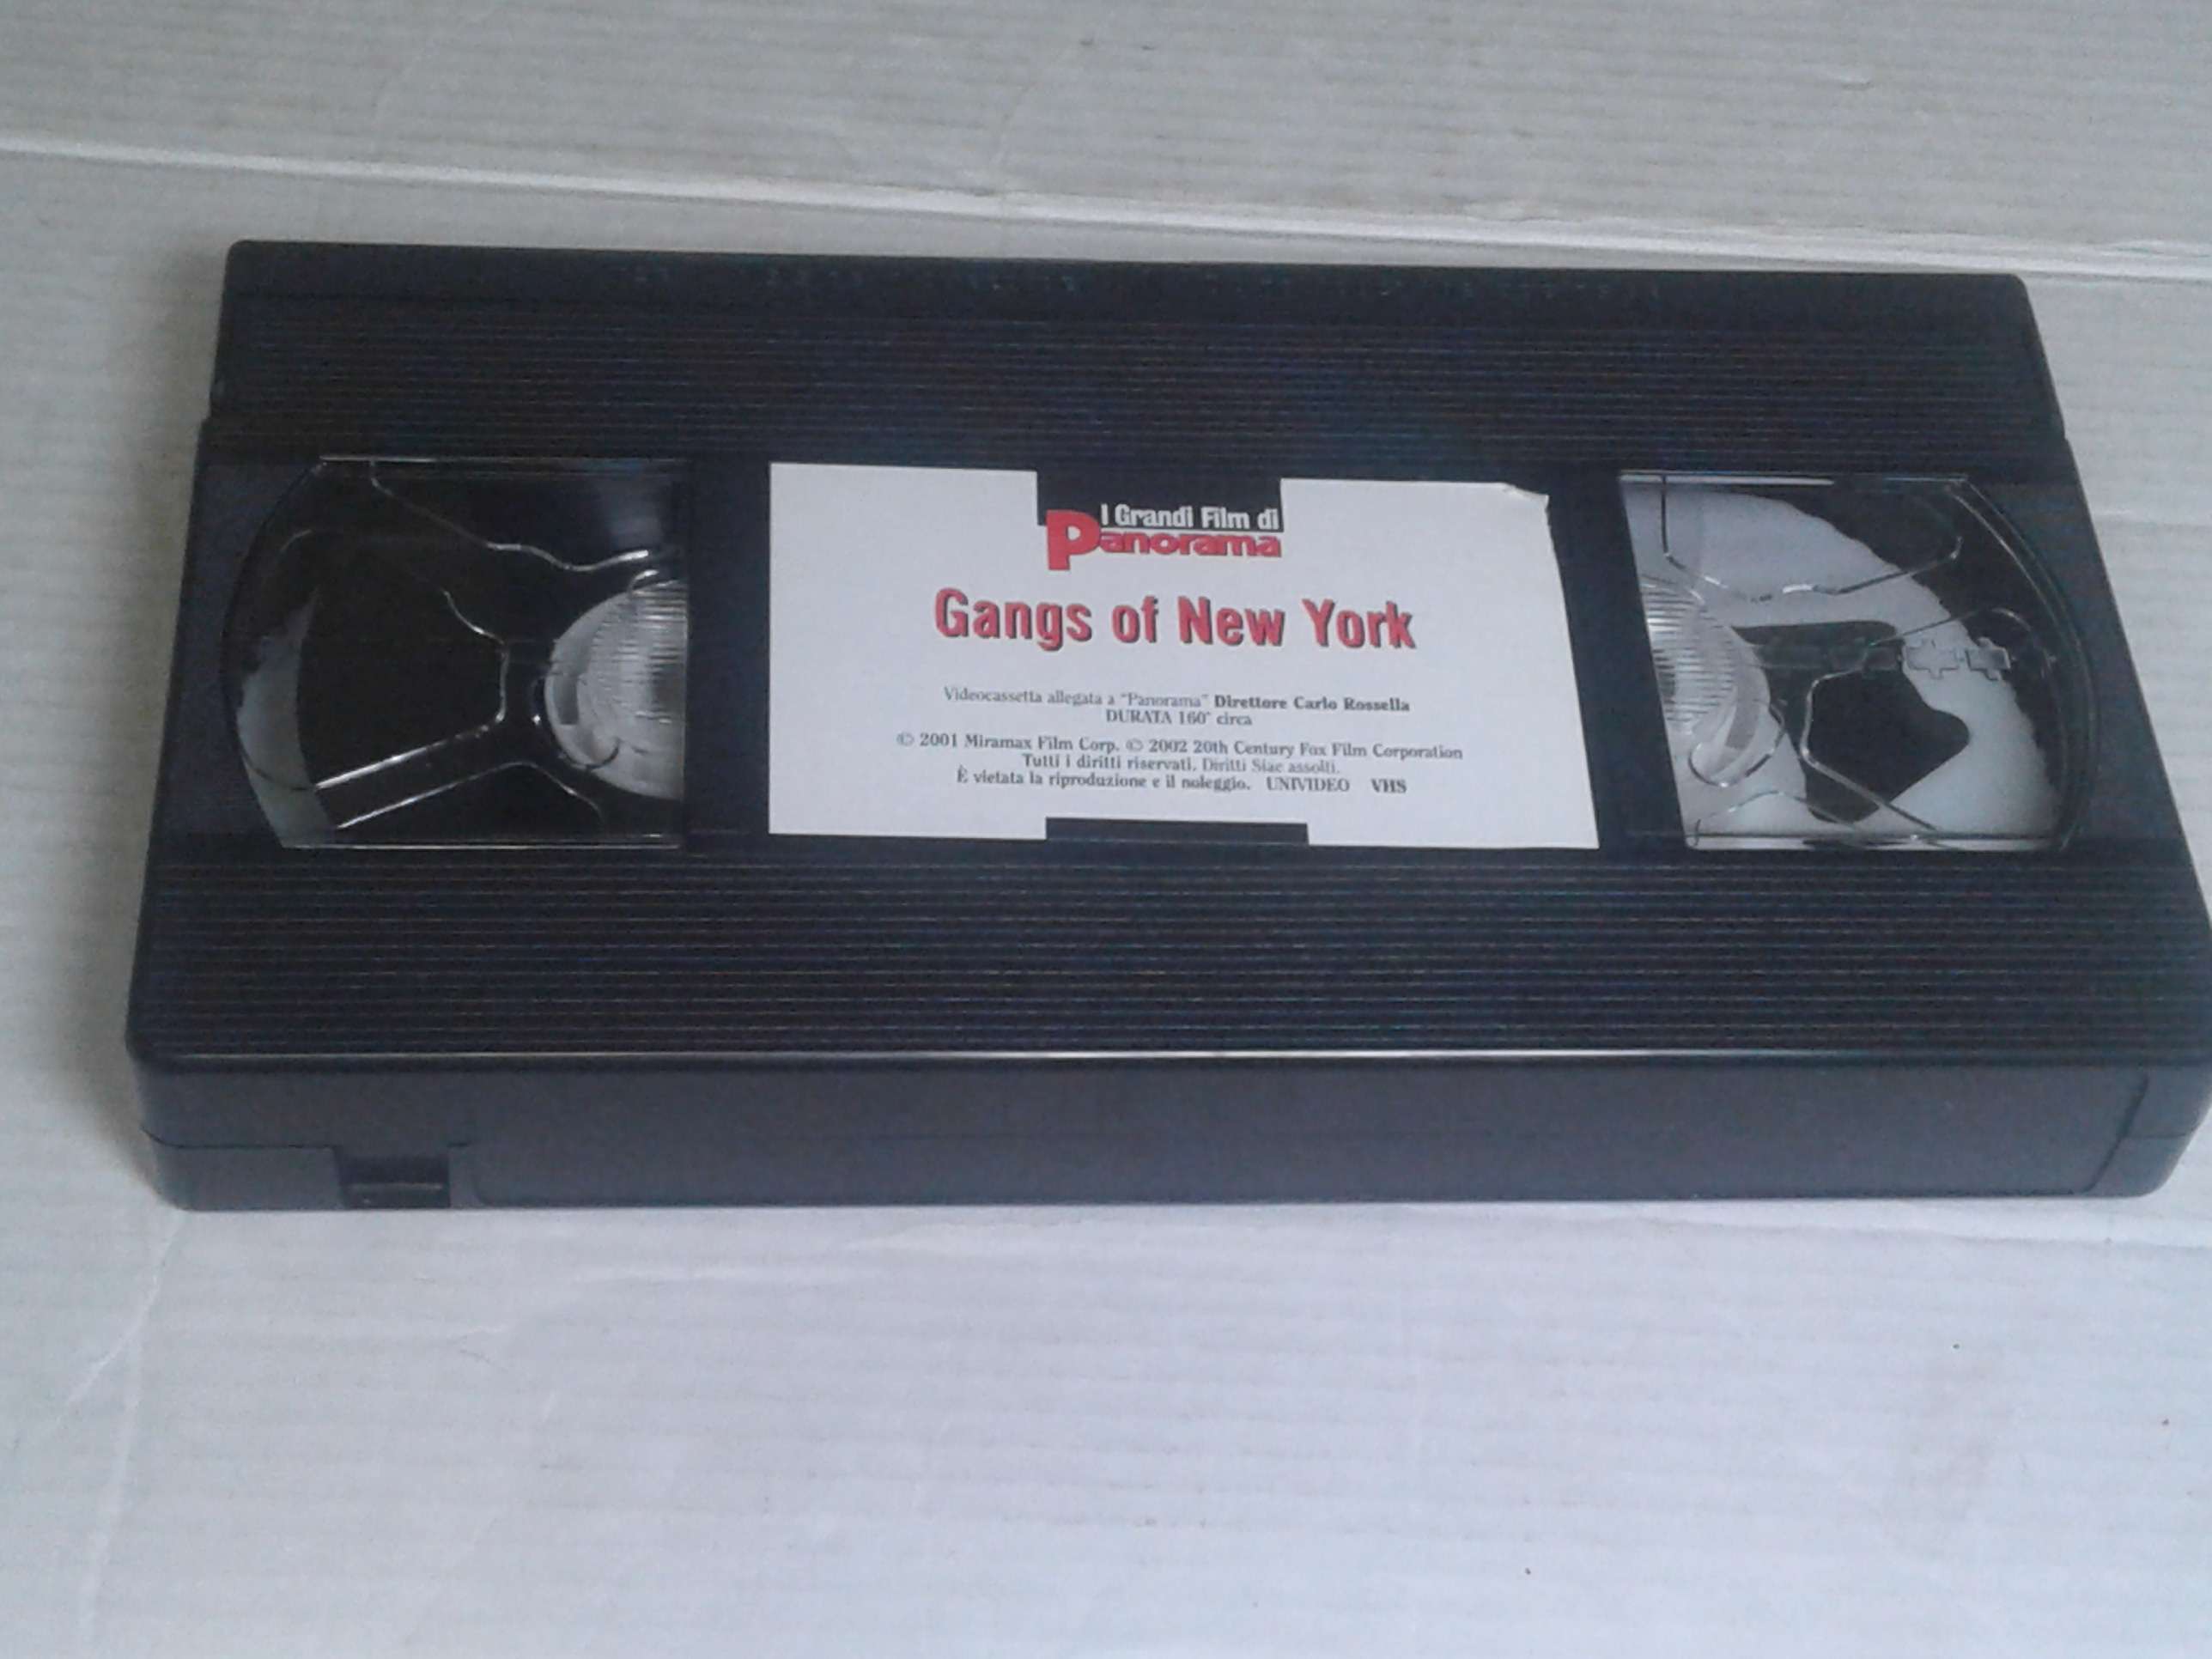 I Grandi Film di
Panorama
Gangs of New York
Videocassetta allegata a "Panorama" Direttore Carlo Rossella
DURATA 160' circa
© 2001 Miramax Film Corp. © 2002 20th Century Fox Film Corporation
Tutti i diritti riservati. Diritti Siae assolti.
È vietata la riproduzione e il noleggio. UNIVIDEO VHS